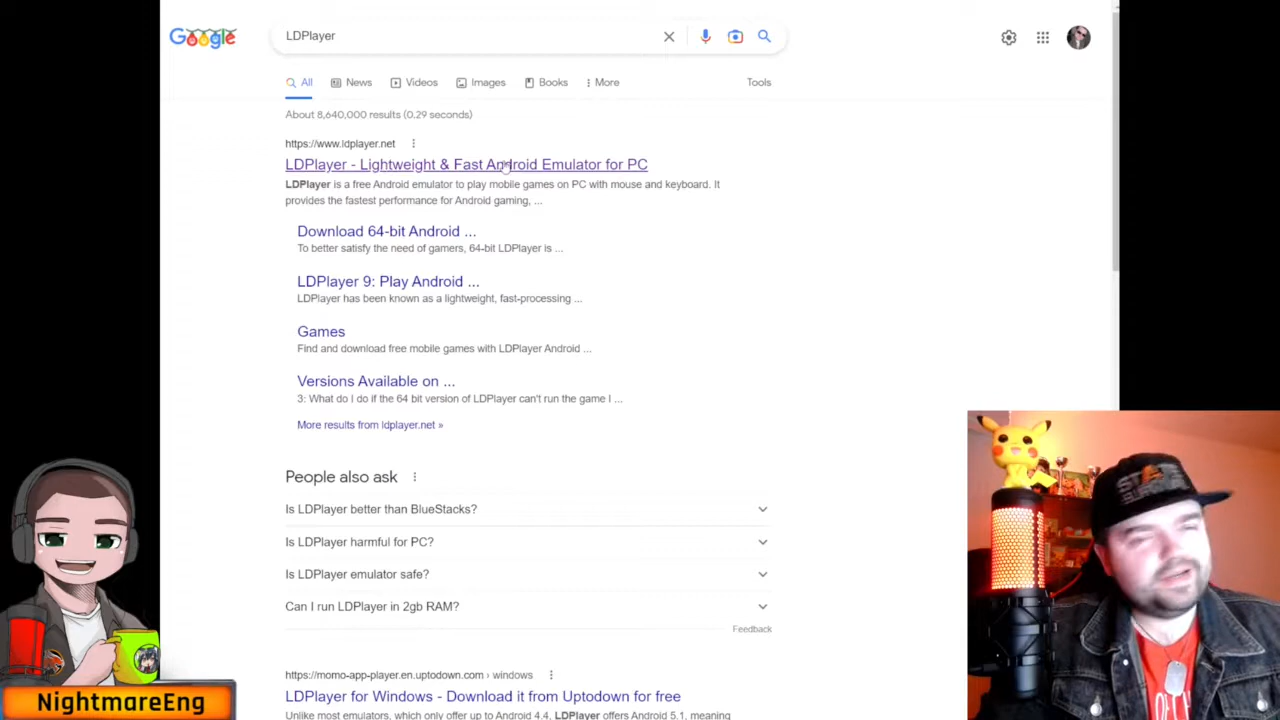 Google
LDPlayer
All
News
Videos
Images
Books
More
Tools
About 8,640,000 results (0.29 seconds)
https://www.ldplayer.net
LDPlayer - Lightweight & Fast Android Emulator for PC
LDPlayer is a free Android emulator to play mobile games on PC with mouse and keyboard. It
provides the fastest performance for Android gaming, ...
Download 64-bit Android ...
To better satisfy the need of gamers, 64-bit LDPlayer is ...
LDPlayer 9: Play Android ...
LDPlayer has been known as a lightweight, fast-processing ...
Games
Find and download free mobile games with LDPlayer Android ...
Versions Available on ...
3: What do I do if the 64 bit version of LDPlayer can't run the game I ...
More results from ldplayer.net »
People also ask
Is LDPlayer better than BlueStacks?
Is LDPlayer harmful for PC?
Is LDPlayer emulator safe?
Can I run LDPlayer in 2gb RAM?
Feedback
https://momo-app-player.en.uptodown.com › windows
LDPlayer for Windows - Download it from Uptodown for free
Unlike most emulators, which only offer up to Android 4.4, LDPlayer offers Android 5.1, meaning
NightmareEng